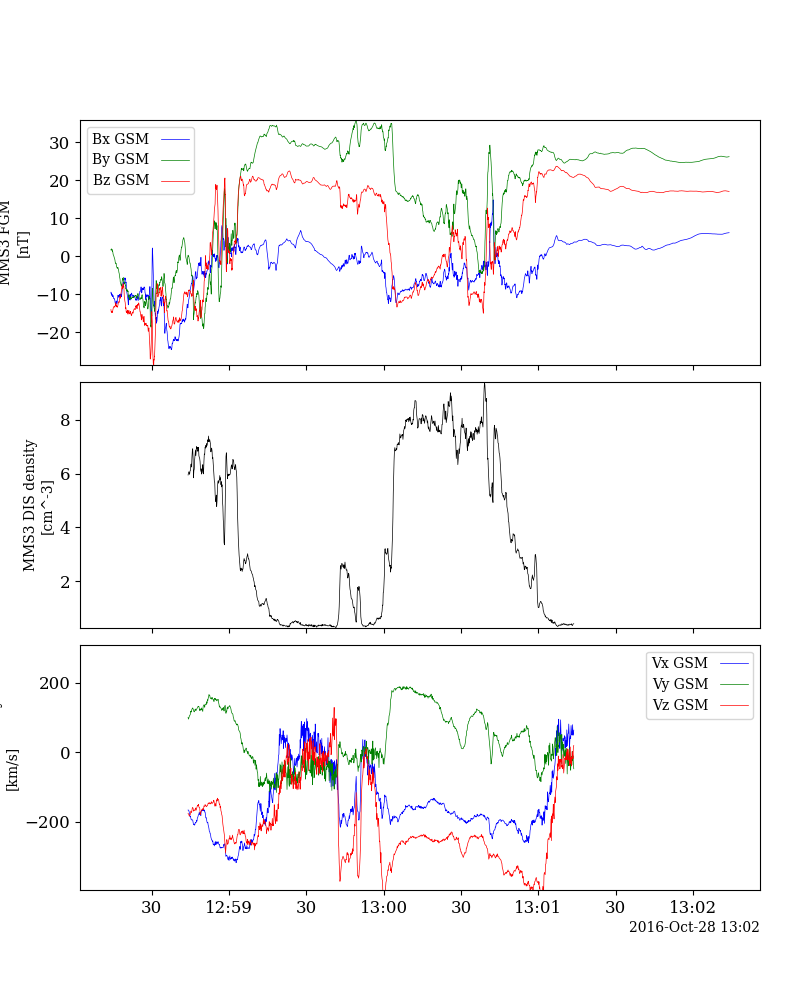 Bx GSM
By GSM
Bz GSM
30
20
10
0
−10
−20
MMS3 FGM
[nT]
8
6
4
2
MMS3 DIS density
[cm^-3]
Vx GSM
Vy GSM
Vz GSM
200
0
−200
[km/s]
30 12:59 30 13:00 30 13:01 30 13:02
2016-Oct-28 13:02